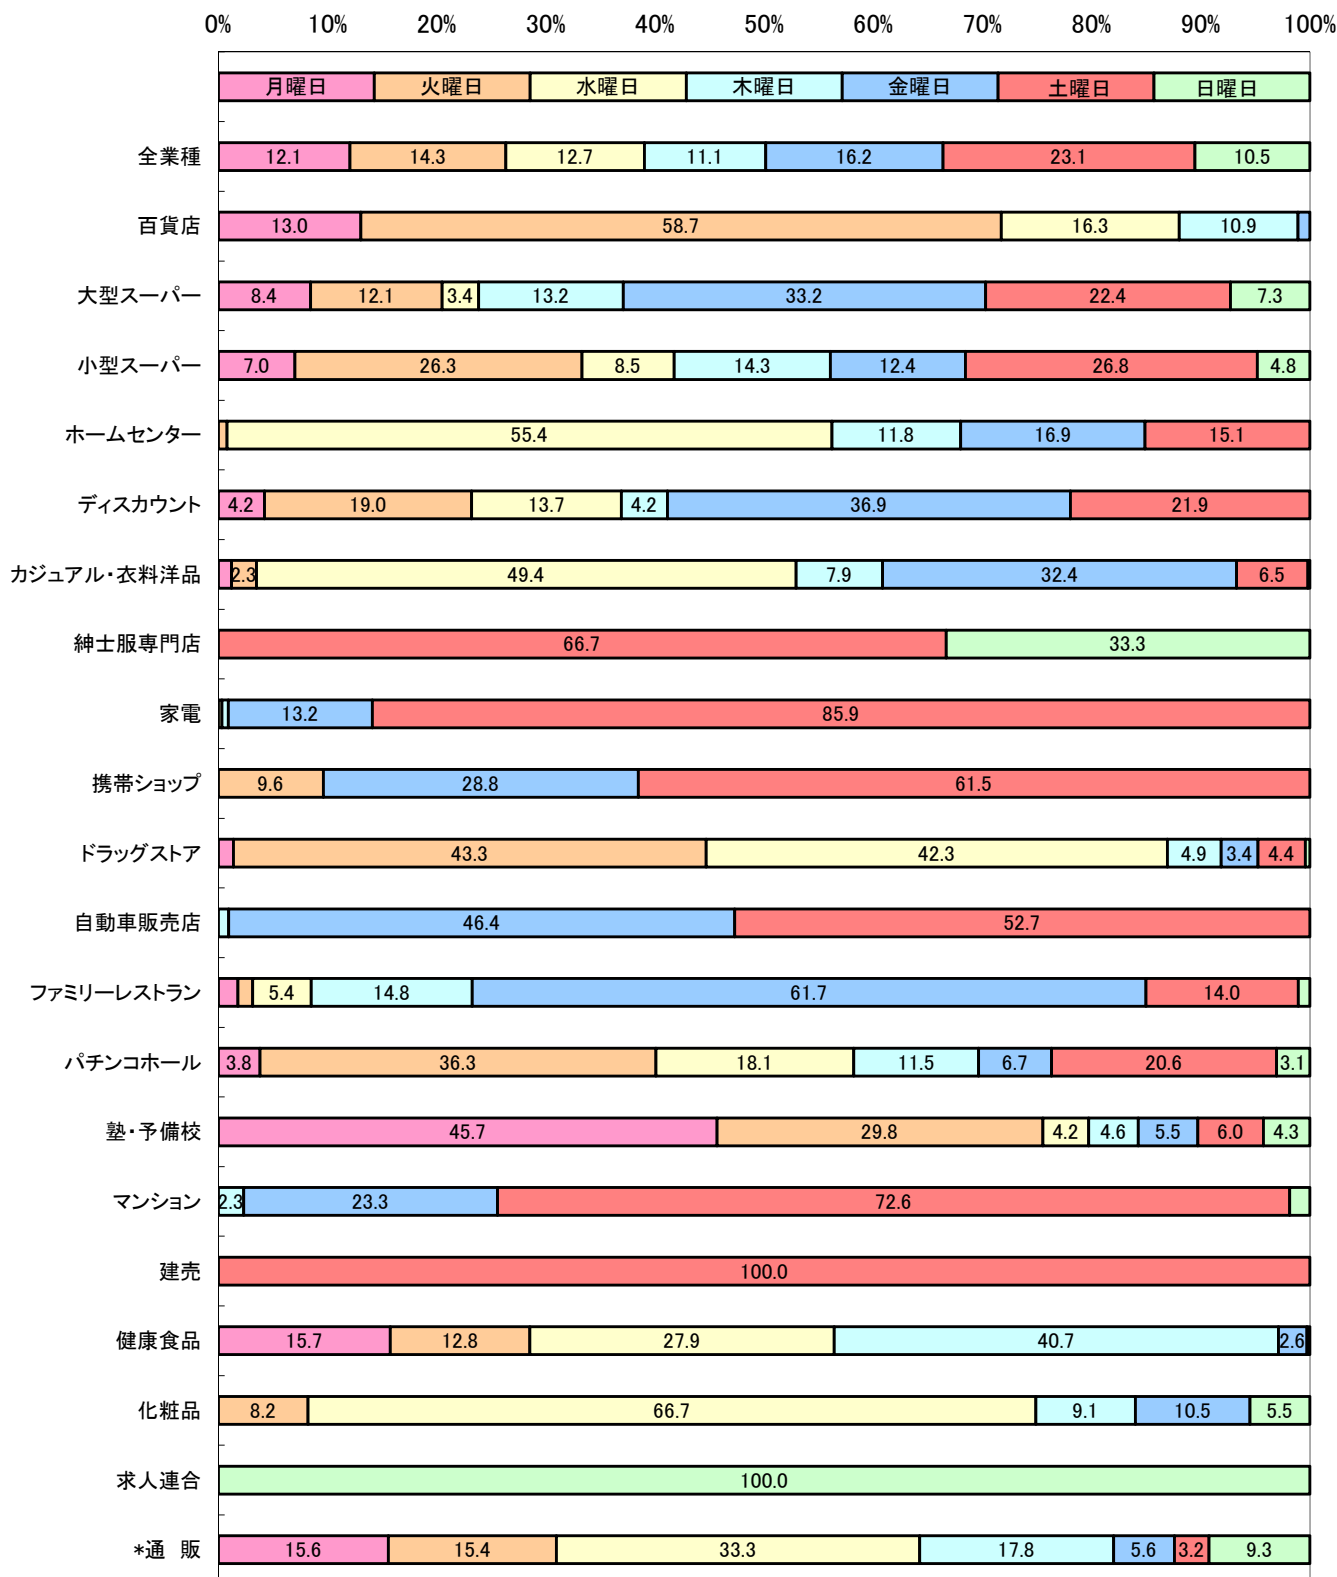 0% 10% 20% 30% 40% 50% 60% 70% 80% 90% 100%
月曜日 火曜日 水曜日 木曜日 金曜日 土曜日 日曜日
全業種 12.1 14.3 12.7 11.1 16.2 23.1 10.5
百貨店 13.0 58.7 16.3 10.9
大型スーパー 8.4 12.1 3.4 13.2 33.2 22.4 7.3
小型スーパー 7.0 26.3 8.5 14.3 12.4 26.8 4.8
ホームセンター 55.4 11.8 16.9 15.1
ディスカウント 4.2 19.0 13.7 4.2 36.9 21.9
カジュアル・衣料洋品 2.3 49.4 7.9 32.4 6.5
紳士服専門店 66.7 33.3
家電 13.2 85.9
携帯ショップ 9.6 28.8 61.5
ドラッグストア 43.3 42.3 4.9 3.4 4.4
自動車販売店 46.4 52.7
ファミリーレストラン 5.4 14.8 61.7 14.0
パチンコホール 3.8 36.3 18.1 11.5 6.7 20.6 3.1
塾・予備校 45.7 29.8 4.2 4.6 5.5 6.0 4.3
マンション 2.3 23.3 72.6
建売 100.0
健康食品 15.7 12.8 27.9 40.7 2.6
化粧品 8.2 66.7 9.1 10.5 5.5
求人連合 100.0
*通 販 15.6 15.4 33.3 17.8 5.6 3.2 9.3